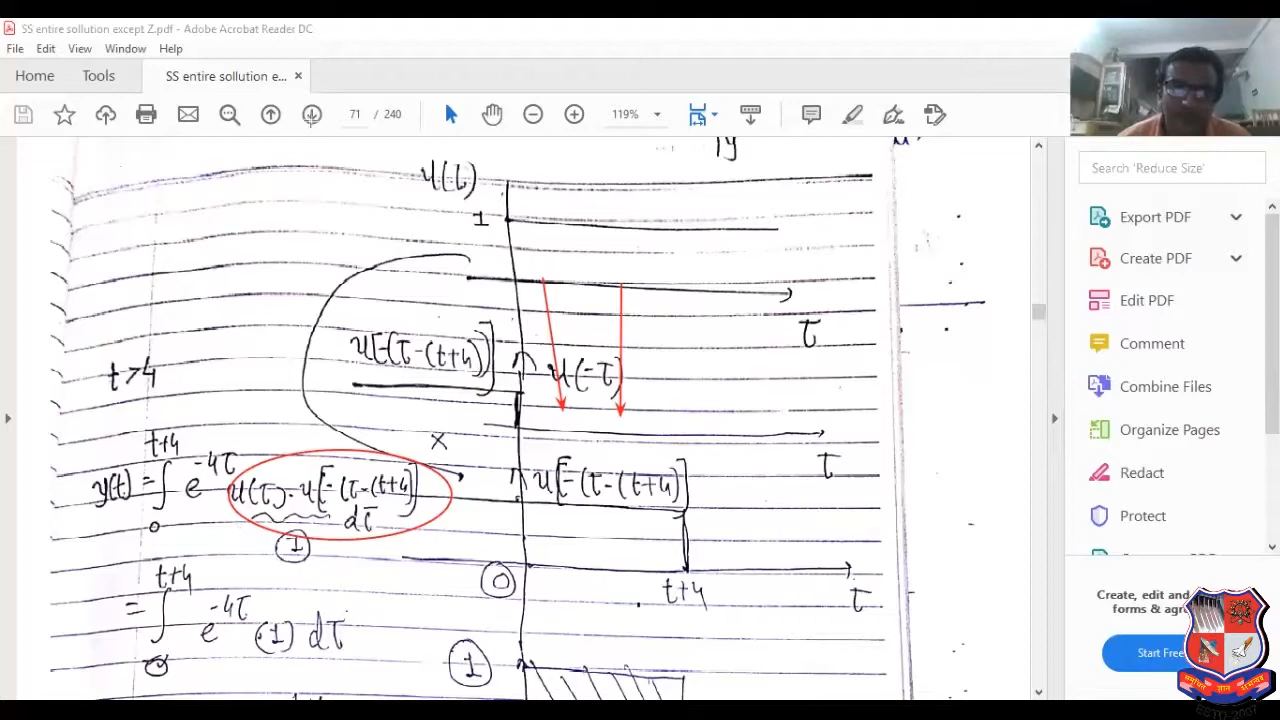 SS entire sollution except Z.pdf - Adobe Acrobat Reader DC
File Edit View Window Help
Home Tools SS entire sollution e... ×
71 / 240 119%
Search 'Reduce Size'
Export PDF
Create PDF
Edit PDF
Comment
Combine Files
Organize Pages
Redact
Protect
Create, edit and
forms & agr
Start Free
u(τ)
1
τ
u[-(τ-(t+4))]
u(-τ)
t>4
×
τ
y(t) = ∫₀^{t+4} e^{-4τ} u(τ) - u[-(τ-(t+4)] dτ
1
u[-(τ-(t+4)]
0
t+4
τ
= ∫₀^{t+4} e^{-4τ} (1) dτ
1